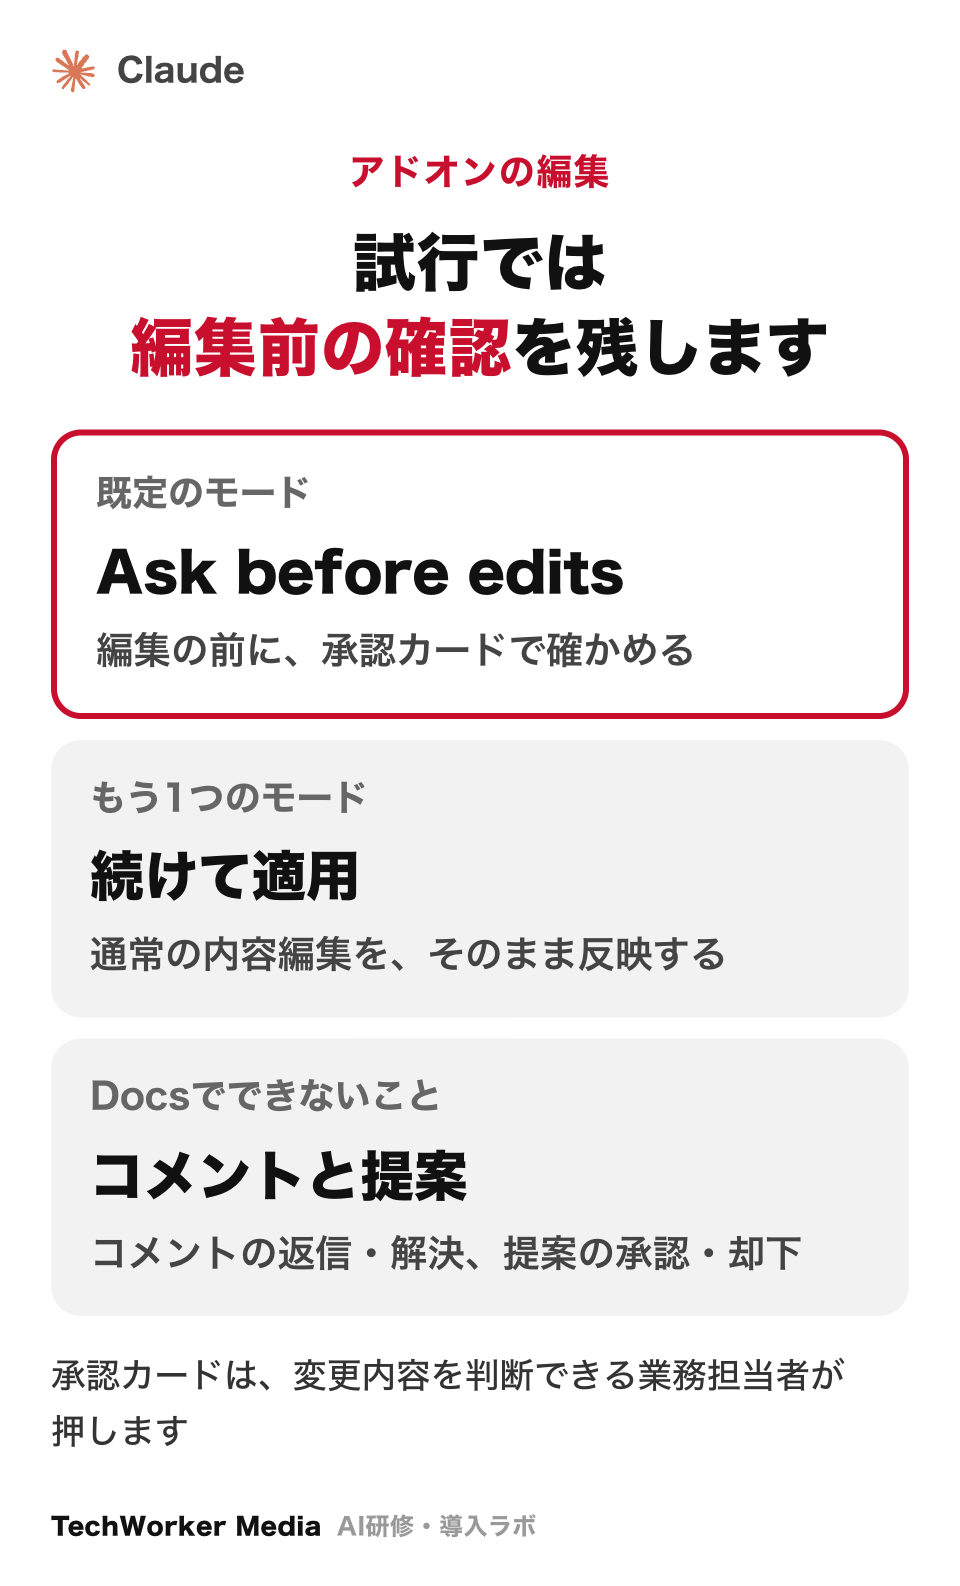 Claude
アドオンの編集
試行では
編集前の確認を残します
既定のモード
Ask before edits
編集の前に、承認カードで確かめる
もう1つのモード
続けて適用
通常の内容編集を、そのまま反映する
Docsでできないこと
コメントと提案
コメントの返信・解決、提案の承認・却下
承認カードは、変更内容を判断できる業務担当者が
押します
TechWorker Media AI研修・導入ラボ